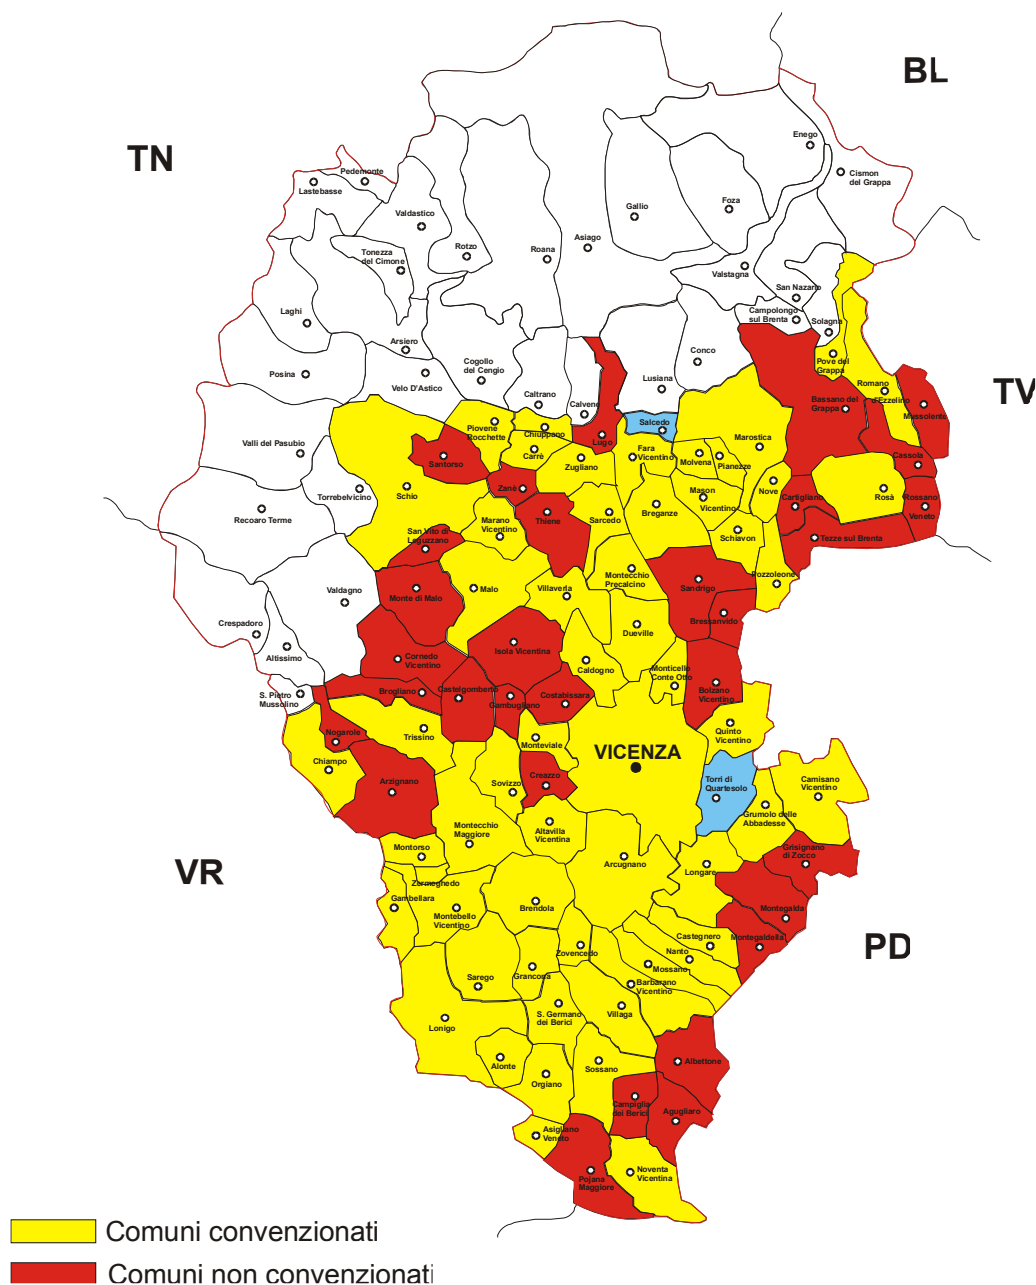 BL
TN
Enego
Cismon
del Grappa
Pedemonte
Lastebasse
Valdastico
Gallio
Foza
Tonezza
del Cimone
Rotzo
Roana
Asiago
Valstagna
San Nazario
Laghi
Campolongo
sul Brenta
Solagna
Arsiero
Posina
Velo D'Astico
Cogollo
del Cengio
Conco
Pove del
Grappa
Lusiana
Caltrano
Calvene
Romano
d'Ezzelino
TV
Bassano del
Grappa
Mussolente
Valli del Pasubio
Piovene
Rocchette
Chiuppano
Lugo
Salcedo
Marostica
Santorso
Carrè
Zugliano
Fara
Vicentino
Molvena
Pianezze
Cassola
Torrebelvicino
Schio
Zanè
Mason
Vicentino
Nove
Cartigliano
Rosà
Rossano
Veneto
Recoaro Terme
Marano
Vicentino
Thiene
Sarcedo
Breganze
Schiavon
Tezze sul Brenta
San Vito di
Leguzzano
Valdagno
Monte di Malo
Malo
Villaverla
Montecchio
Precalcino
Sandrigo
Pozzoleone
Crespadoro
Altissimo
Dueville
Bressanvido
Cornedo
Vicentino
Isola Vicentina
Caldogno
Monticello
Conte Otto
Bolzano
Vicentino
S. Pietro
Mussolino
Brogliano
Castelgomberto
Gambugliano
Costabissara
Nogarole
Trissino
Monteviale
VICENZA
Quinto
Vicentino
Chiampo
Arzignano
Sovizzo
Creazzo
Torri di
Quartesolo
Camisano
Vicentino
Grumolo delle
Abbadesse
Montecchio
Maggiore
Altavilla
Vicentina
Montorso
Arcugnano
Grisignano
di Zocco
VR
Longare
Zermeghedo
Gambellara
Montebello
Vicentino
Brendola
Montegalda
Castegnero
Montegaldella
PD
Zovencedo
Nanto
Mossano
Sarego
Grancona
Barbarano
Vicentino
Lonigo
S. Germano
dei Berici
Villaga
Alonte
Orgiano
Sossano
Albettone
Campiglia
dei Berici
Agugliaro
Asigliano
Veneto
Pojana
Maggiore
Noventa
Vicentina
Comuni convenzionati
Comuni non convenzionati